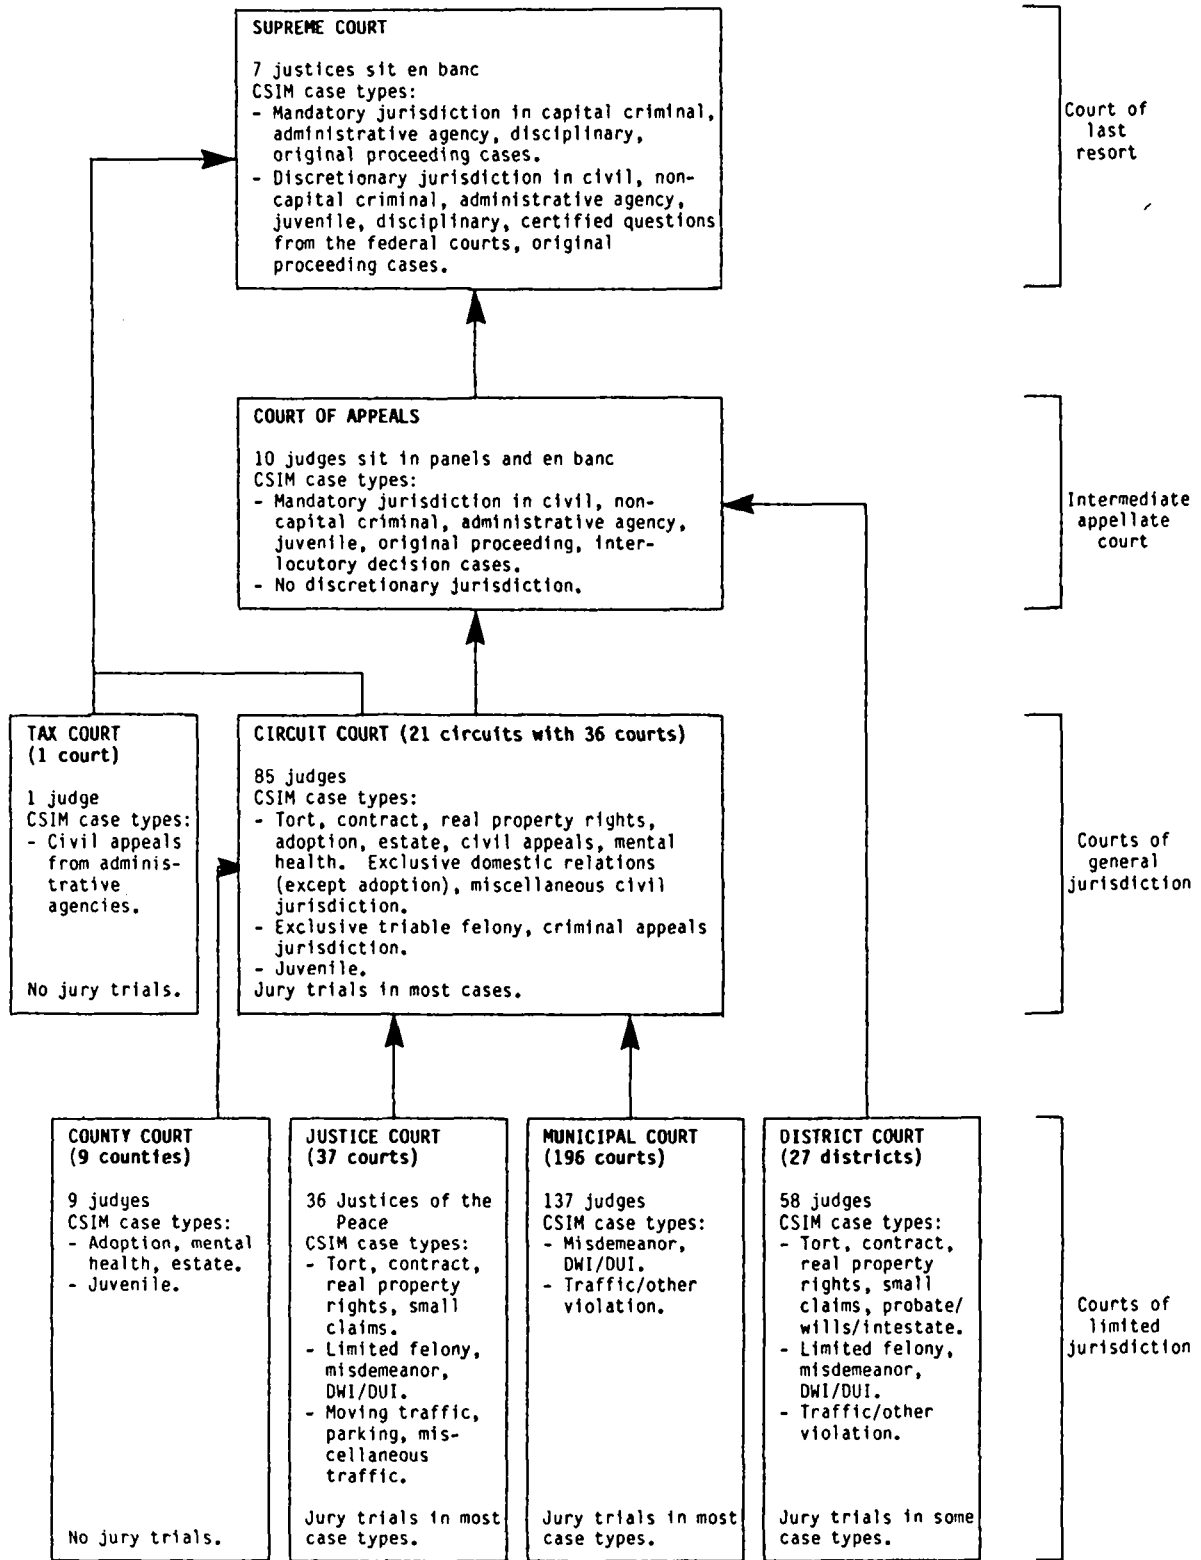 SUPREME COURT
7 justices sit en banc
CSIM case types:
- Mandatory jurisdiction in capital criminal,
administrative agency, disciplinary,
original proceeding cases.
- Discretionary jurisdiction in civil, non-
capital criminal, administrative agency,
juvenile, disciplinary, certified questions
from the federal courts, original
proceeding cases.
Court of
last
resort
COURT OF APPEALS
10 judges sit in panels and en banc
CSIM case types:
- Mandatory jurisdiction in civil, non-
capital criminal, administrative agency,
juvenile, original proceeding, inter-
locutory decision cases.
- No discretionary jurisdiction.
Intermediate
appellate
court
TAX COURT
(1 court)
1 judge
CSIM case types:
- Civil appeals
from adminis-
trative
agencies.
No jury trials.
CIRCUIT COURT (21 circuits with 36 courts)
85 judges
CSIM case types:
- Tort, contract, real property rights,
adoption, estate, civil appeals, mental
health. Exclusive domestic relations
(except adoption), miscellaneous civil
jurisdiction.
- Exclusive triable felony, criminal appeals
jurisdiction.
- Juvenile.
Jury trials in most cases.
Courts of
general
jurisdiction
COUNTY COURT
(9 counties)
9 judges
CSIM case types:
- Adoption, mental
health, estate.
- Juvenile.
No jury trials.
JUSTICE COURT
(37 courts)
36 Justices of the
Peace
CSIM case types:
- Tort, contract,
real property
rights, small
claims.
- Limited felony,
misdemeanor,
DWI/DUI.
- Moving traffic,
parking, mis-
cellaneous
traffic.
Jury trials in most
case types.
MUNICIPAL COURT
(196 courts)
137 judges
CSIM case types:
- Misdemeanor,
DWI/DUI.
- Traffic/other
violation.
Jury trials in most
case types.
DISTRICT COURT
(27 districts)
58 judges
CSIM case types:
- Tort, contract,
real property
rights, small
claims, probate/
wills/intestate.
- Limited felony,
misdemeanor,
DWI/DUI.
- Traffic/other
violation.
Jury trials in some
case types.
Courts of
limited
jurisdiction